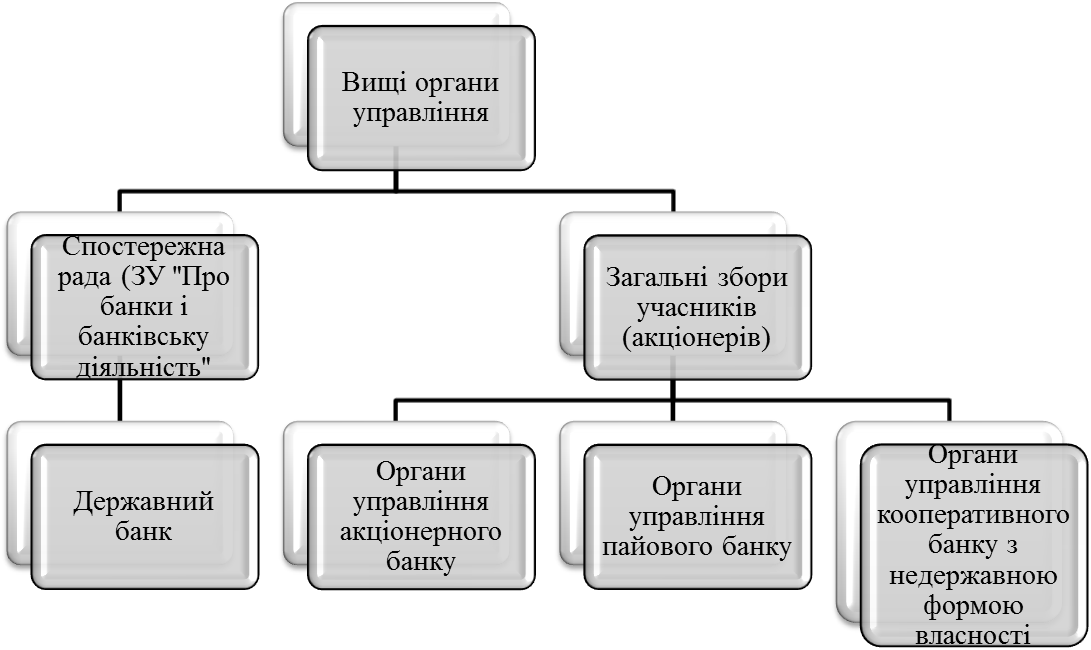 Вищі органи
управління
Спостережна
рада (ЗУ "Про
банки і
банківську
діяльність"
Загальні збори
учасників
(акціонерів)
Державний
банк
Органи
управління
акціонерного
банку
Органи
управління
пайового банку
Органи
управління
кооперативного
банку з
недержавною
формою
власності